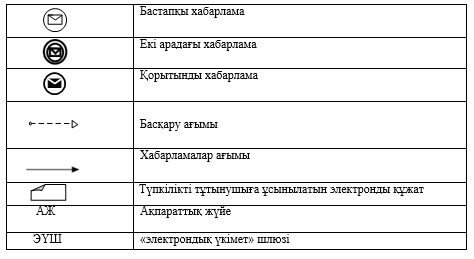 Бастапқы хабарлама
Екі арадағы хабарлама
Қорытынды хабарлама
Басқару ағымы
Хабарламалар ағымы
Түпкілікті тұтынушыға ұсынылатын электронды құжат
АЖ Ақпараттық жүйе
ЭҮШ «электрондық үкімет» шлюзі